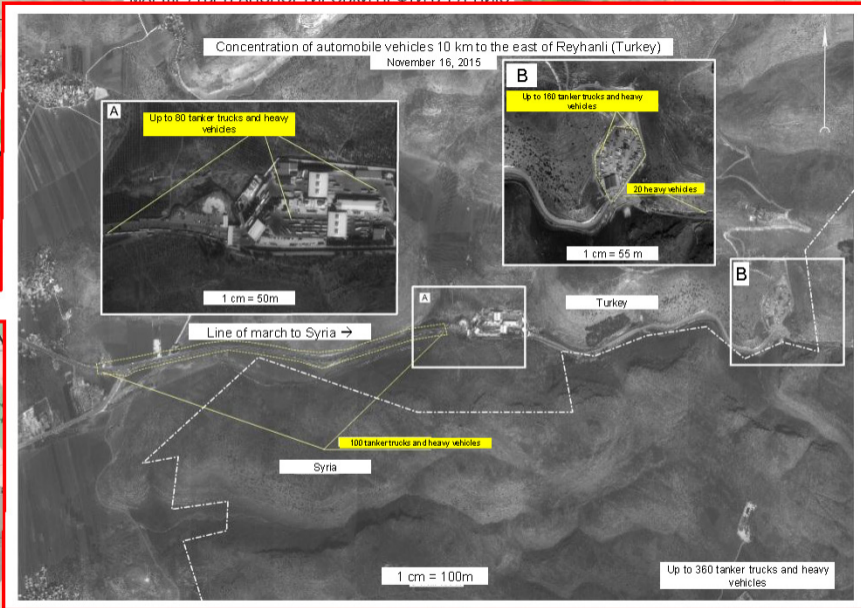 Concentration of automobile vehicles 10 km to the east of Reyhanli (Turkey)
November 16, 2015
A
Up to 80 tanker trucks and heavy
vehicles
1 cm = 50m
B
Up to 160 tanker trucks and heavy
vehicles
20 heavy vehicles
1 cm = 55 m
Line of march to Syria →
A
Turkey
B
100 tanker trucks and heavy vehicles
Syria
1 cm = 100m
Up to 360 tanker trucks and heavy
vehicles